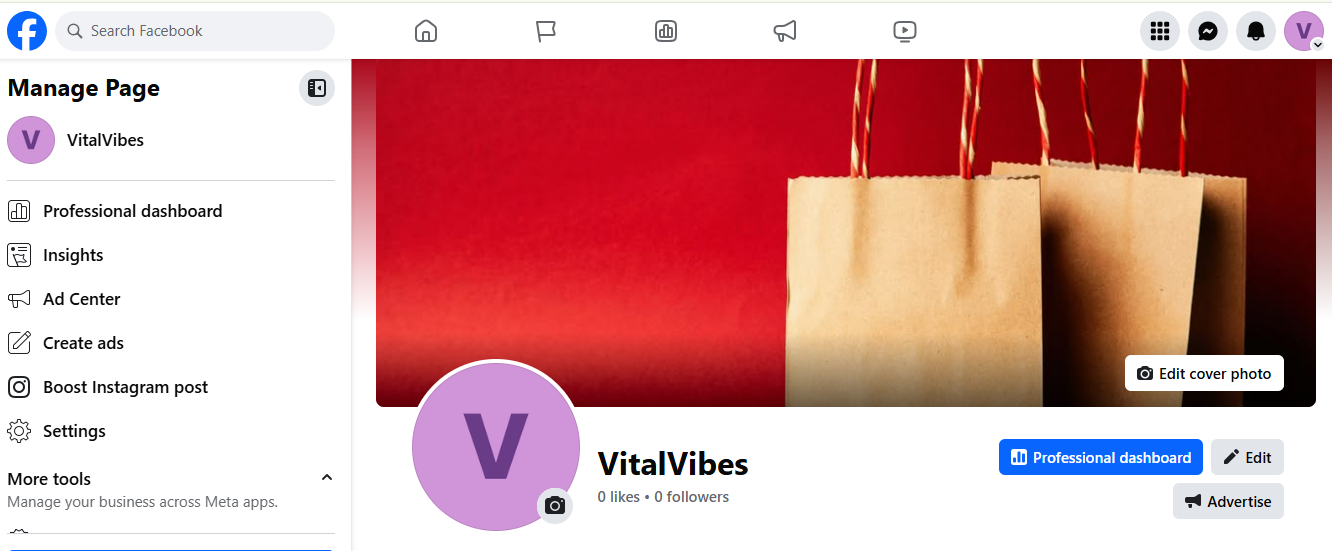 Search Facebook
V
Manage Page
V
VitalVibes
Professional dashboard
Insights
Ad Center
Create ads
Boost Instagram post
Settings
More tools
Manage your business across Meta apps.
Edit cover photo
V
VitalVibes
0 likes • 0 followers
Professional dashboard
Edit
Advertise